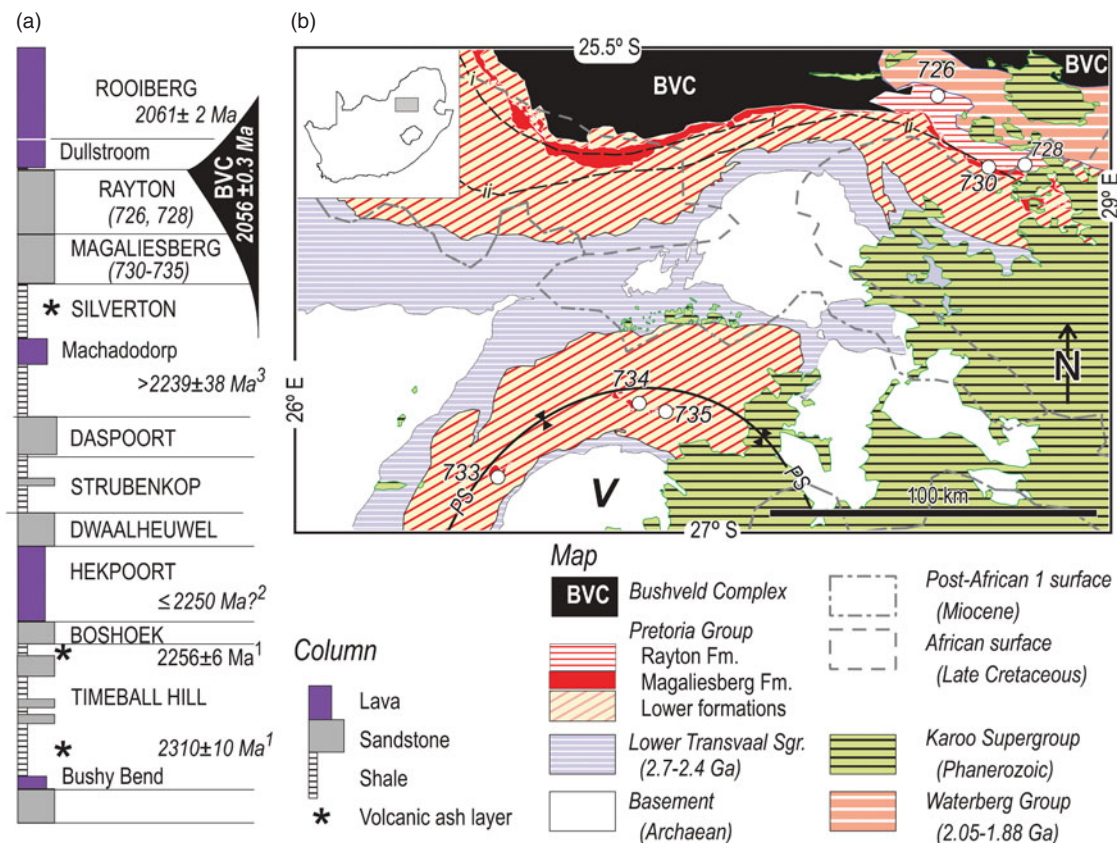 (a)
ROOIBERG
2061± 2 Ma
Dullstroom
BVC
2056 ±0.3 Ma
RAYTON
(726, 728)
MAGALIESBERG
(730-735)
* SILVERTON
Machadodorp
>2239±38 Ma3
DASPOORT
STRUBENKOP
DWAALHEUWEL
HEKPOORT
≤2250 Ma?2
BOSHOEK
* 2256±6 Ma1
TIMEBALL HILL
* 2310±10 Ma1
Bushy Bend
Column
Lava
Sandstone
Shale
* Volcanic ash layer
(b)
25.5º S
BVC
BVC
726
i
ii
ii
728
730
29º E
26º E
N
734
735
733
PS
PS
V
100 km
27º S
Map
BVC Bushveld Complex
Pretoria Group
Rayton Fm.
Magaliesberg Fm.
Lower formations
Lower Transvaal Sgr.
(2.7-2.4 Ga)
Basement
(Archaean)
Post-African 1 surface
(Miocene)
African surface
(Late Cretaceous)
Karoo Supergroup
(Phanerozoic)
Waterberg Group
(2.05-1.88 Ga)